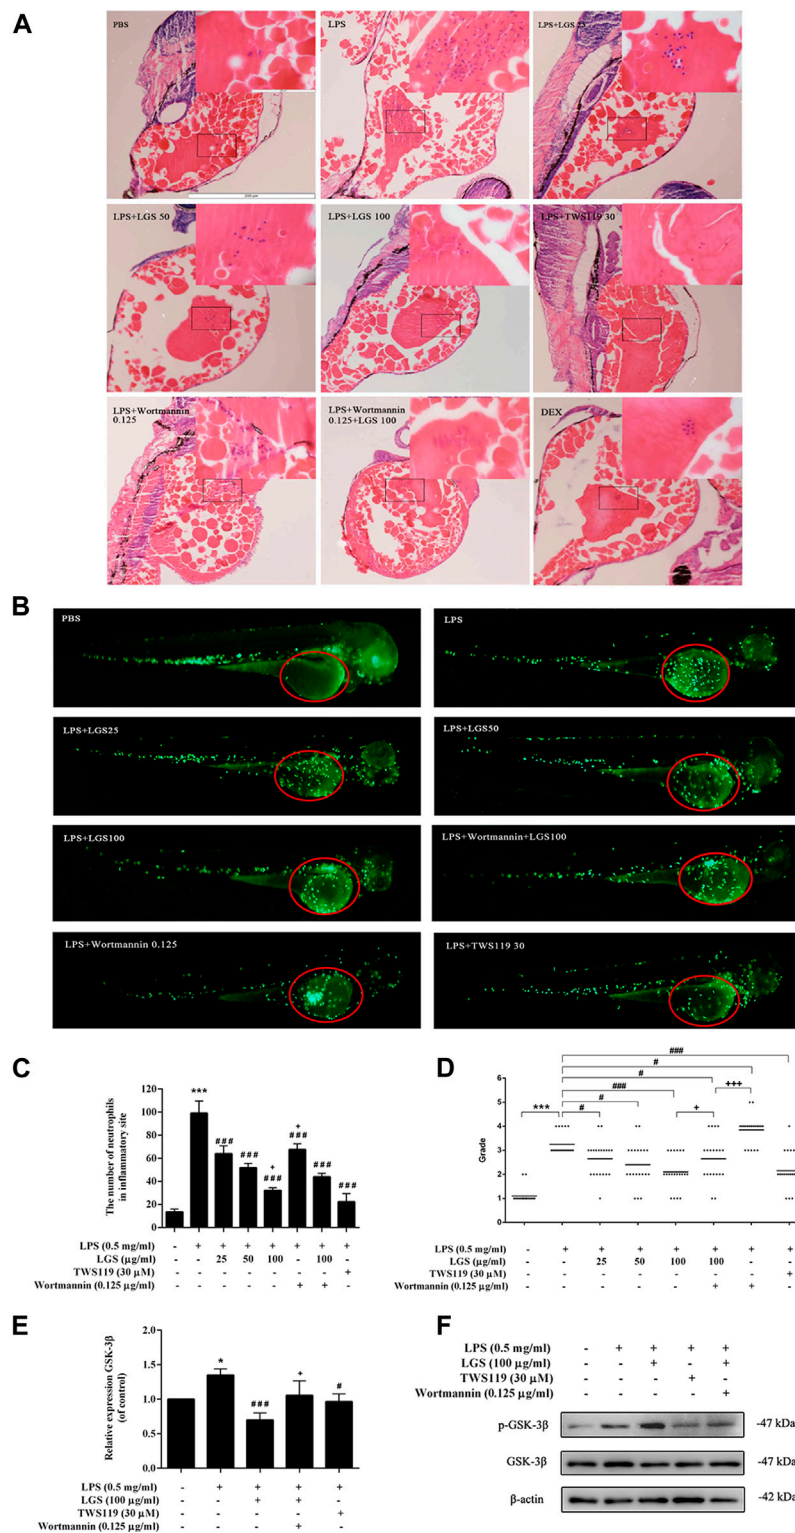 A
PBS
LPS
LPS+LGS 25
200 μm
LPS+LGS 50
LPS+LGS 100
LPS+TWS119 30
LPS+Wortmannin
0.125
LPS+Wortmannin
0.125+LGS 100
DEX
B
PBS
LPS
LPS+LGS25
LPS+LGS50
LPS+LGS100
LPS+Wortmannin+LGS100
LPS+Wortmannin 0.125
LPS+TWS119 30
C
The number of neutrophils
in inflammatory site
120
100
80
60
40
20
0
***
###
###
+
###
+
###
###
###
LPS (0.5 mg/ml) - + + + + + + +
LGS (μg/ml) - - 25 50 100 - 100 -
TWS119 (30 μM) - - - - - - - +
Wortmannin (0.125 μg/ml) - - - - - + + -
D
Grade
6
5
4
3
2
1
0
###
#
#
###
#
***
#
+
+++
LPS (0.5 mg/ml) - + + + + + + +
LGS (μg/ml) - - 25 50 100 100 - -
TWS119 (30 μM) - - - - - - - +
Wortmannin (0.125 μg/ml) - - - - - + + -
E
Relative expression GSK-3β
(of control)
2.0
1.5
1.0
0.5
0.0
*
###
+
#
LPS (0.5 mg/ml) - + + + +
LGS (100 μg/ml) - - + + -
TWS119 (30 μM) - - - - +
Wortmannin (0.125 μg/ml) - - - + -
F
LPS (0.5 mg/ml) - + + + +
LGS (100 μg/ml) - - + - +
TWS119 (30 μM) - - - + -
Wortmannin (0.125 μg/ml) - - - - +
p-GSK-3β -47 kDa
GSK-3β -47 kDa
β-actin -42 kDa